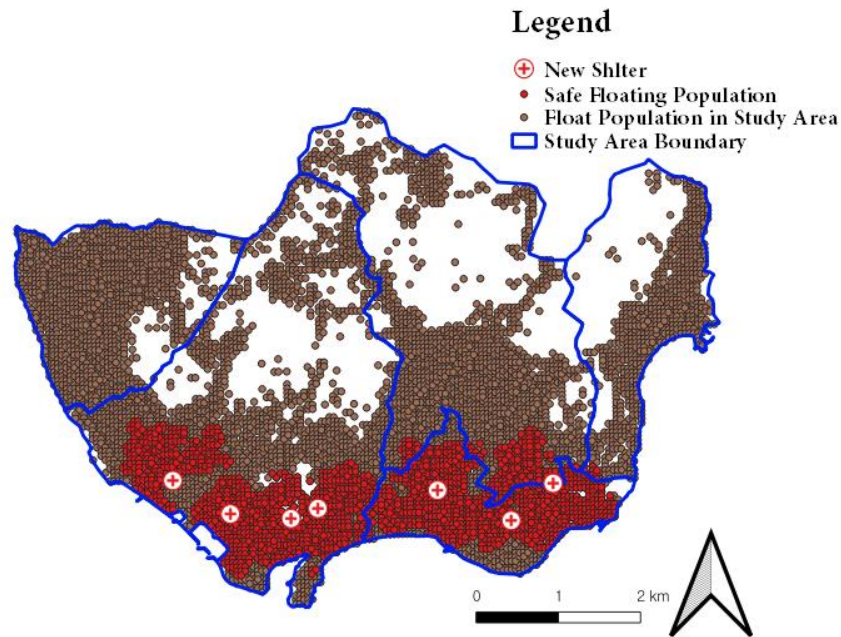 Legend
New Shlter
Safe Floating Population
Float Population in Study Area
Study Area Boundary
0 1 2 km